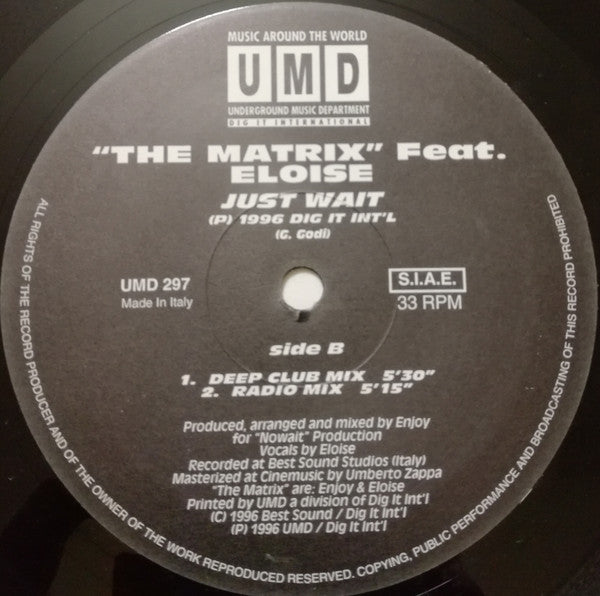 MUSIC AROUND THE WORLD
UMD
UNDERGROUND MUSIC DEPARTMENT
DIG IT INTERNATIONAL
"THE MATRIX" Feat.
ELOISE
JUST WAIT
(P) 1996 DIG IT INT'L
(G. Godi)
UMD 297
Made In Italy
S.I.A.E.
33 RPM
side B
1. DEEP CLUB MIX 5'30"
2. RADIO MIX 5'15"
Produced, arranged and mixed by Enjoy
for "Nowait" Production
Vocals by Eloise
Recorded at Best Sound Studios (Italy)
Masterized at Cinemusic by Umberto Zappa
"The Matrix" are: Enjoy & Eloise
Printed by UMD a division of Dig It Int'l
(C) 1996 Best Sound / Dig It Int'l
(P) 1996 UMD / Dig It Int'l
ALL RIGHTS OF THE RECORD PRODUCER AND OF THE OWNER OF THE WORK REPRODUCED RESERVED. COPYING, PUBLIC PERFORMANCE AND BROADCASTING OF THIS RECORD PROHIBITED